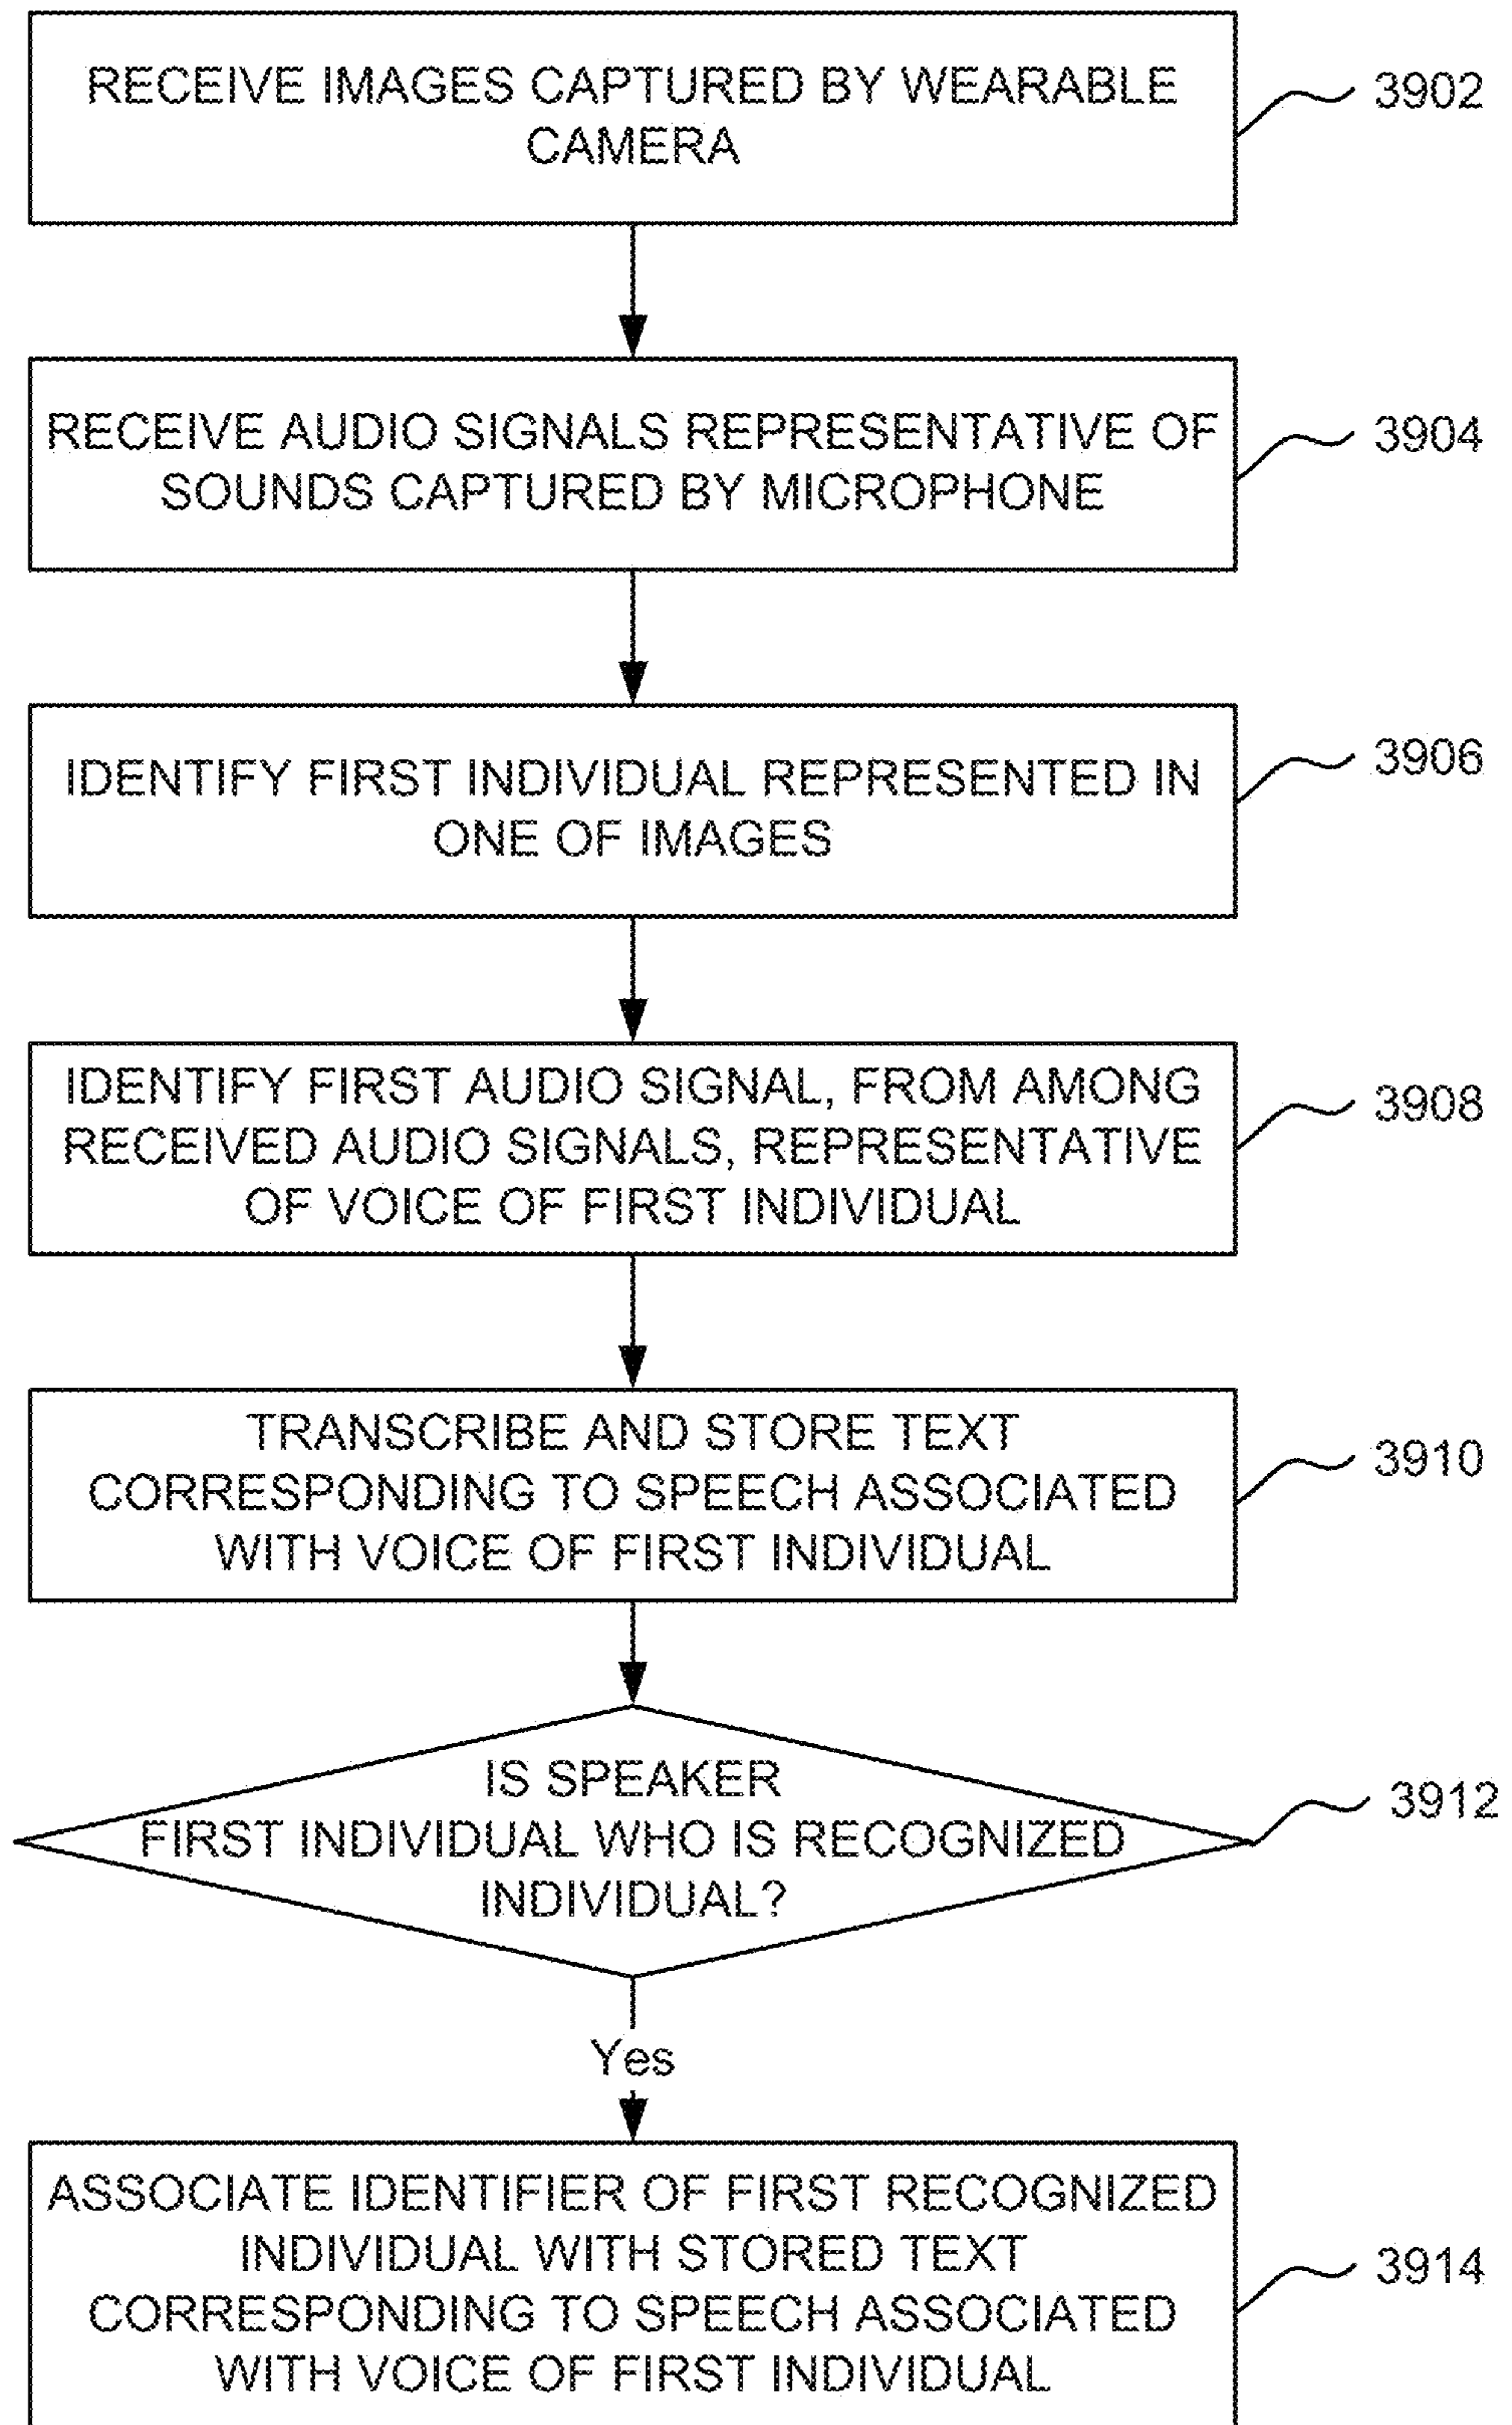 RECEIVE IMAGES CAPTURED BY WEARABLE
CAMERA
3902
RECEIVE AUDIO SIGNALS REPRESENTATIVE OF
SOUNDS CAPTURED BY MICROPHONE
3904
IDENTIFY FIRST INDIVIDUAL REPRESENTED IN
ONE OF IMAGES
3906
IDENTIFY FIRST AUDIO SIGNAL, FROM AMONG
RECEIVED AUDIO SIGNALS, REPRESENTATIVE
OF VOICE OF FIRST INDIVIDUAL
3908
TRANSCRIBE AND STORE TEXT
CORRESPONDING TO SPEECH ASSOCIATED
WITH VOICE OF FIRST INDIVIDUAL
3910
IS SPEAKER
FIRST INDIVIDUAL WHO IS RECOGNIZED
INDIVIDUAL?
3912
Yes
ASSOCIATE IDENTIFIER OF FIRST RECOGNIZED
INDIVIDUAL WITH STORED TEXT
CORRESPONDING TO SPEECH ASSOCIATED
WITH VOICE OF FIRST INDIVIDUAL
3914